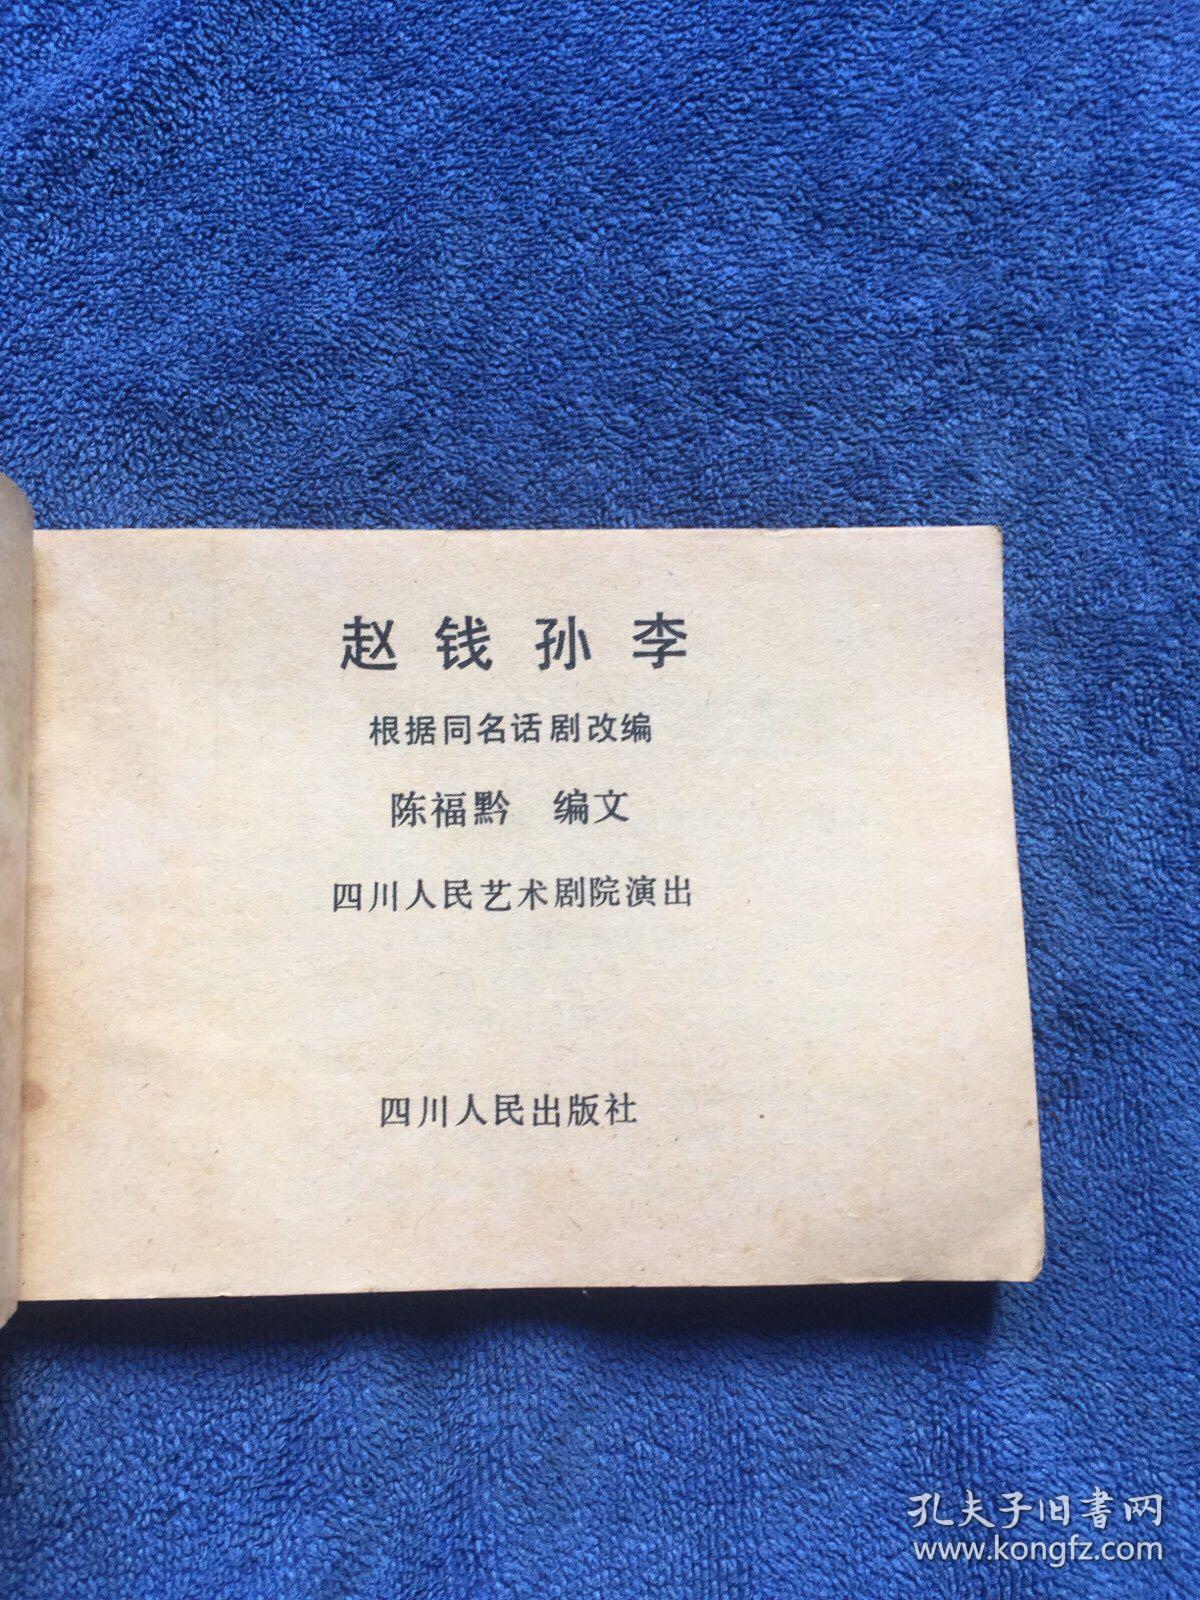 赵钱孙李
根据同名话剧改编
陈福黔 编文
四川人民艺术剧院演出
四川人民出版社
孔夫子旧書网
www.kongfz.com